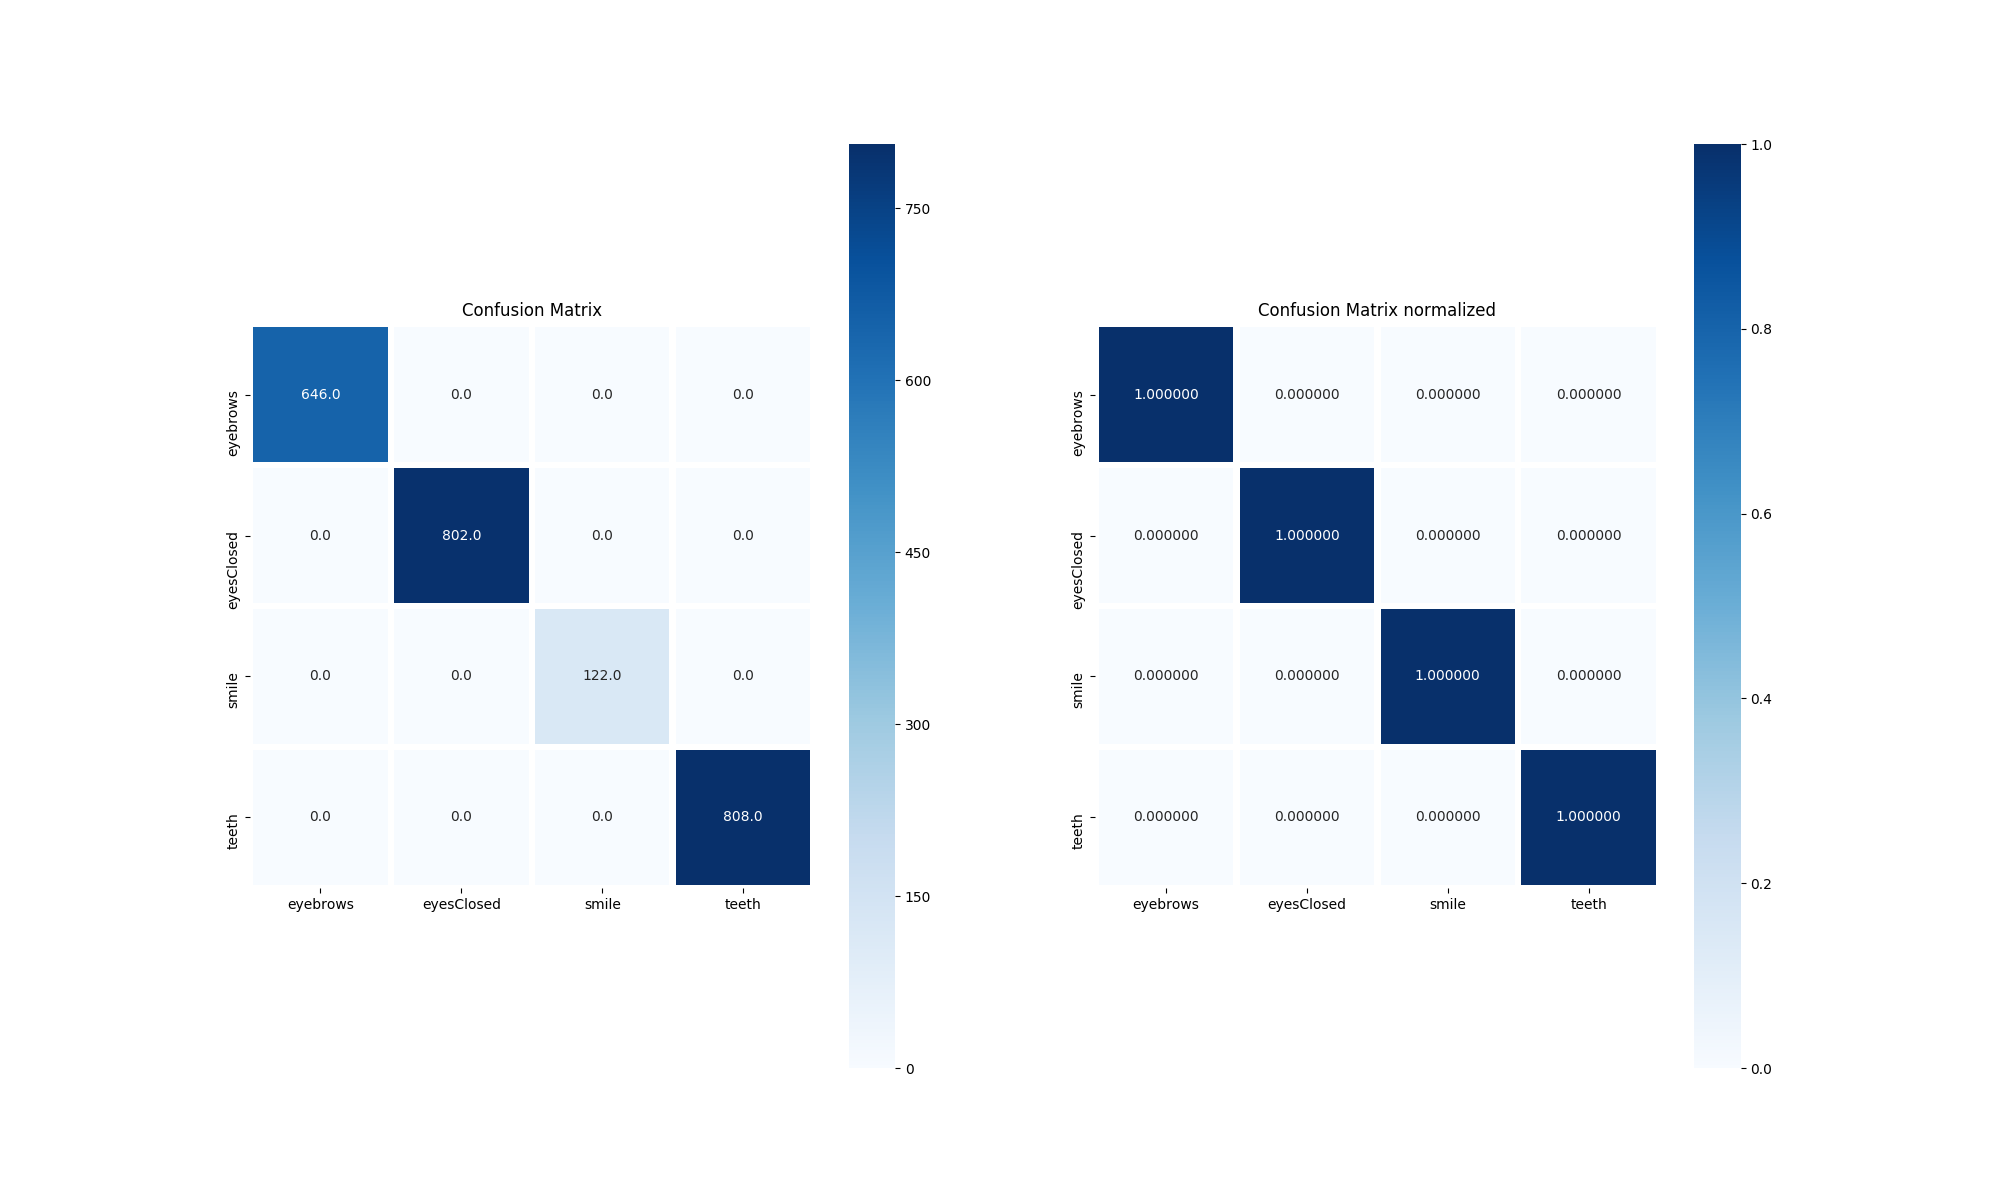 Confusion Matrix
eyebrows
646.0 0.0 0.0 0.0
eyesClosed
0.0 802.0 0.0 0.0
smile
0.0 0.0 122.0 0.0
teeth
0.0 0.0 0.0 808.0
eyebrows eyesClosed smile teeth
750
600
450
300
150
0
Confusion Matrix normalized
eyebrows
1.000000 0.000000 0.000000 0.000000
eyesClosed
0.000000 1.000000 0.000000 0.000000
smile
0.000000 0.000000 1.000000 0.000000
teeth
0.000000 0.000000 0.000000 1.000000
eyebrows eyesClosed smile teeth
1.0
0.8
0.6
0.4
0.2
0.0